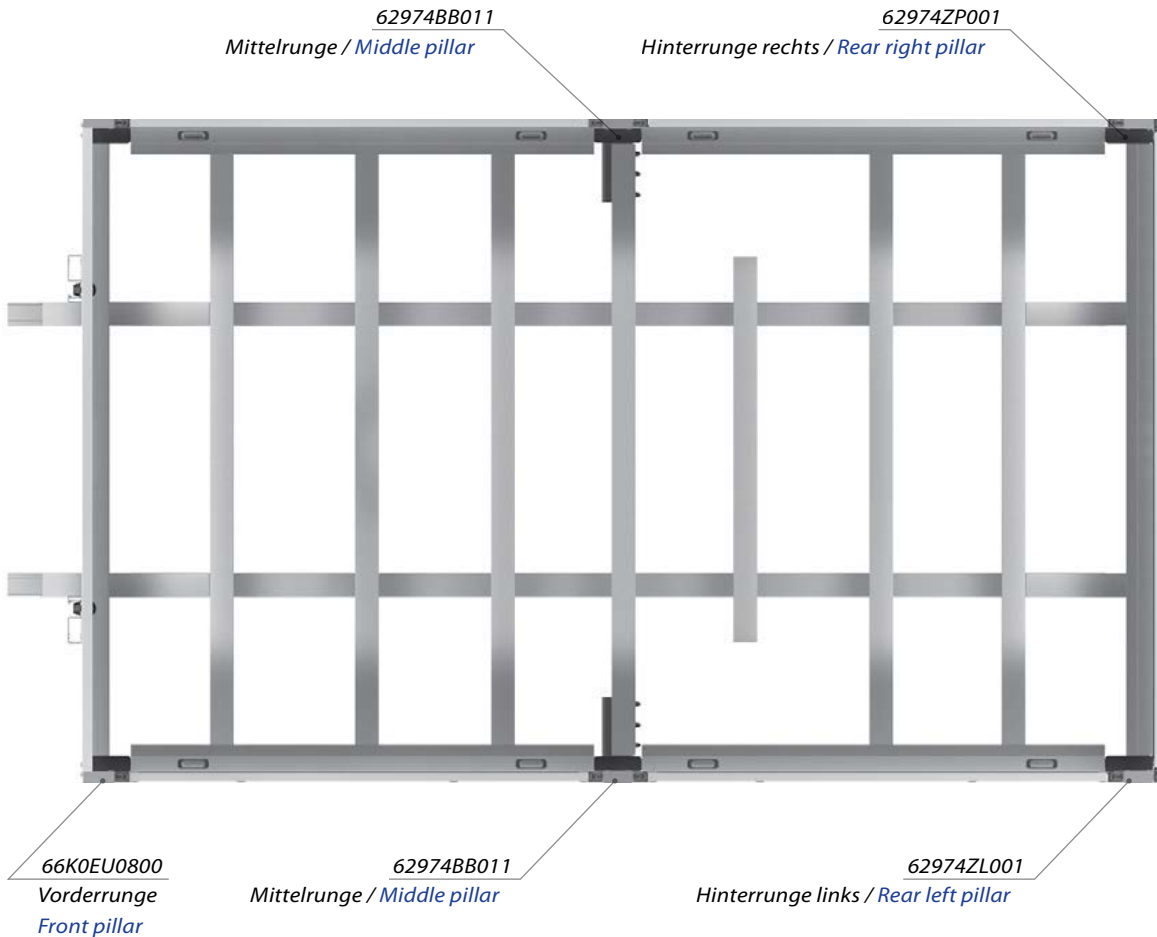 62974BB011
Mittelrunge / Middle pillar
62974ZP001
Hinterrunge rechts / Rear right pillar
66K0EU0800
Vorderrunge
Front pillar
62974BB011
Mittelrunge / Middle pillar
62974ZL001
Hinterrunge links / Rear left pillar